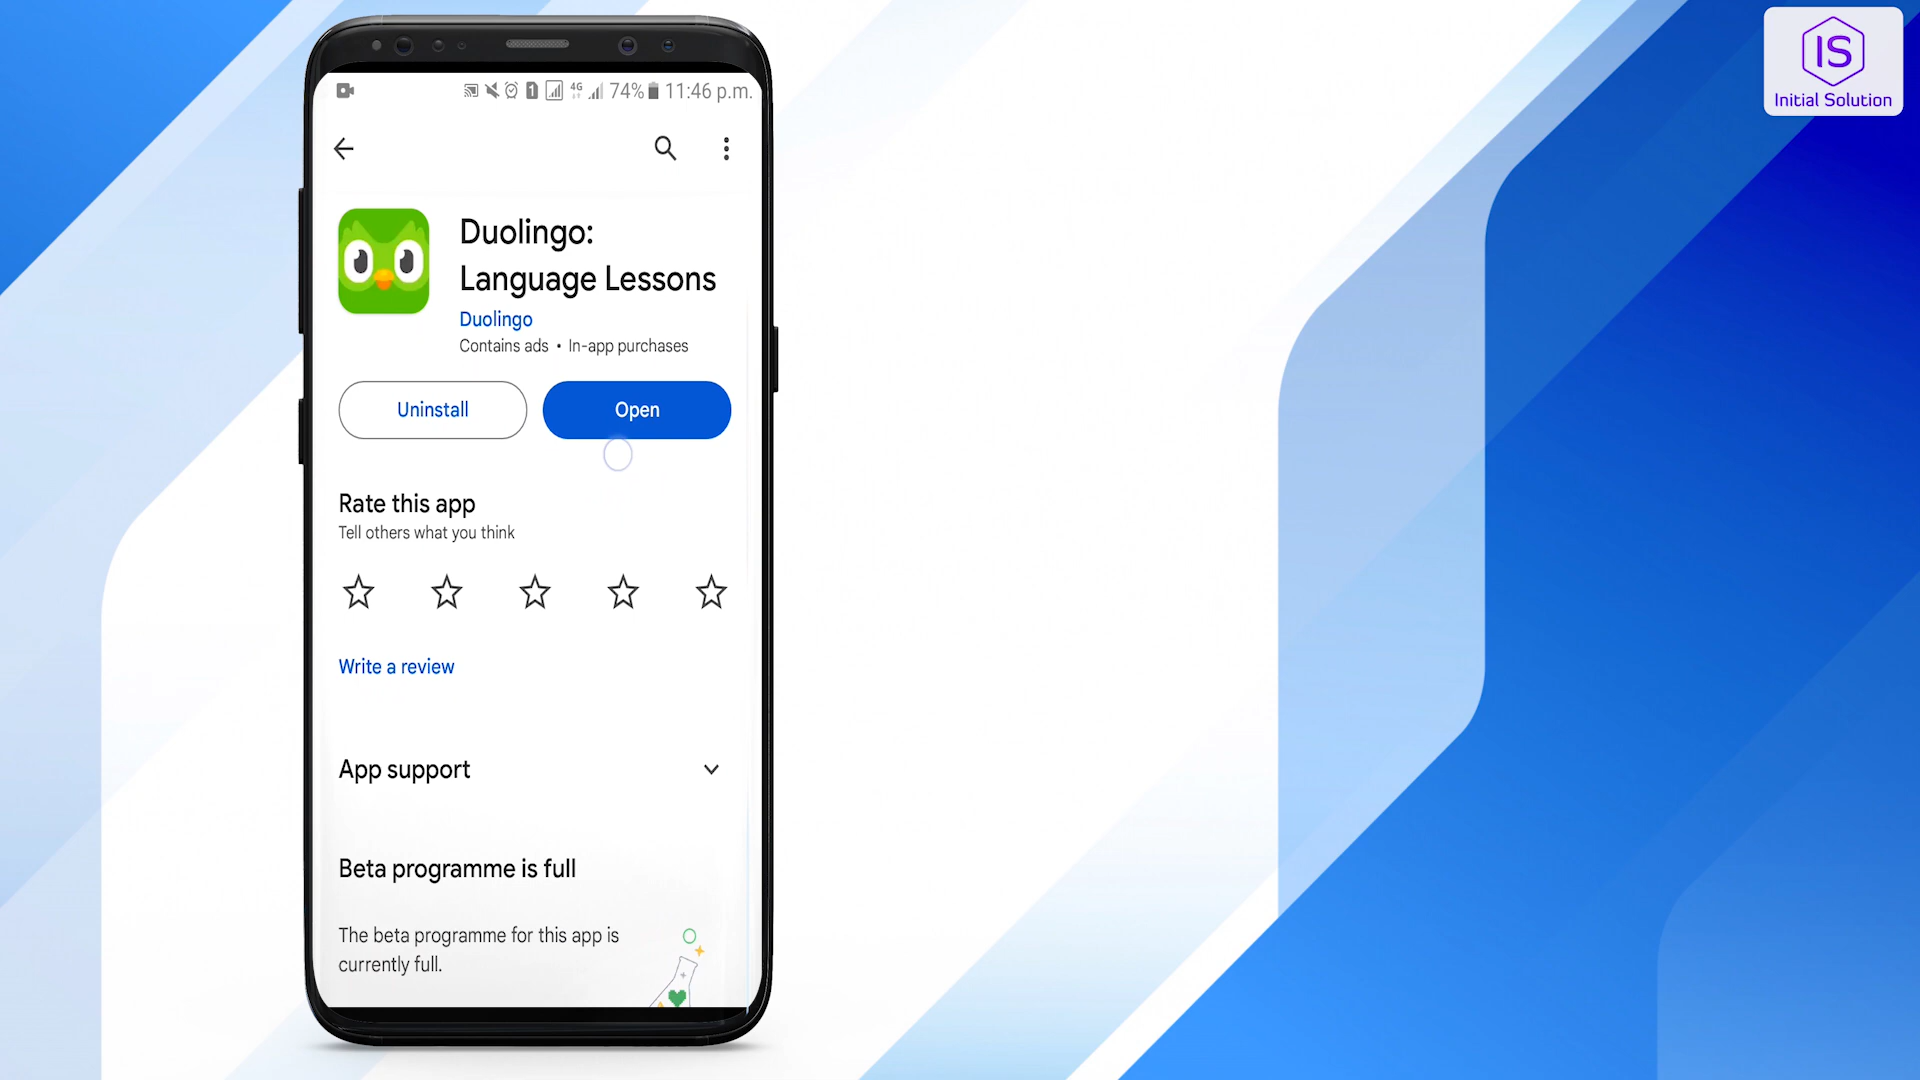 IS
Initial Solution
1 4G 74% 11:46 p.m.
Duolingo:
Language Lessons
Duolingo
Contains ads • In-app purchases
Uninstall
Open
Rate this app
Tell others what you think
Write a review
App support
Beta programme is full
The beta programme for this app is
currently full.